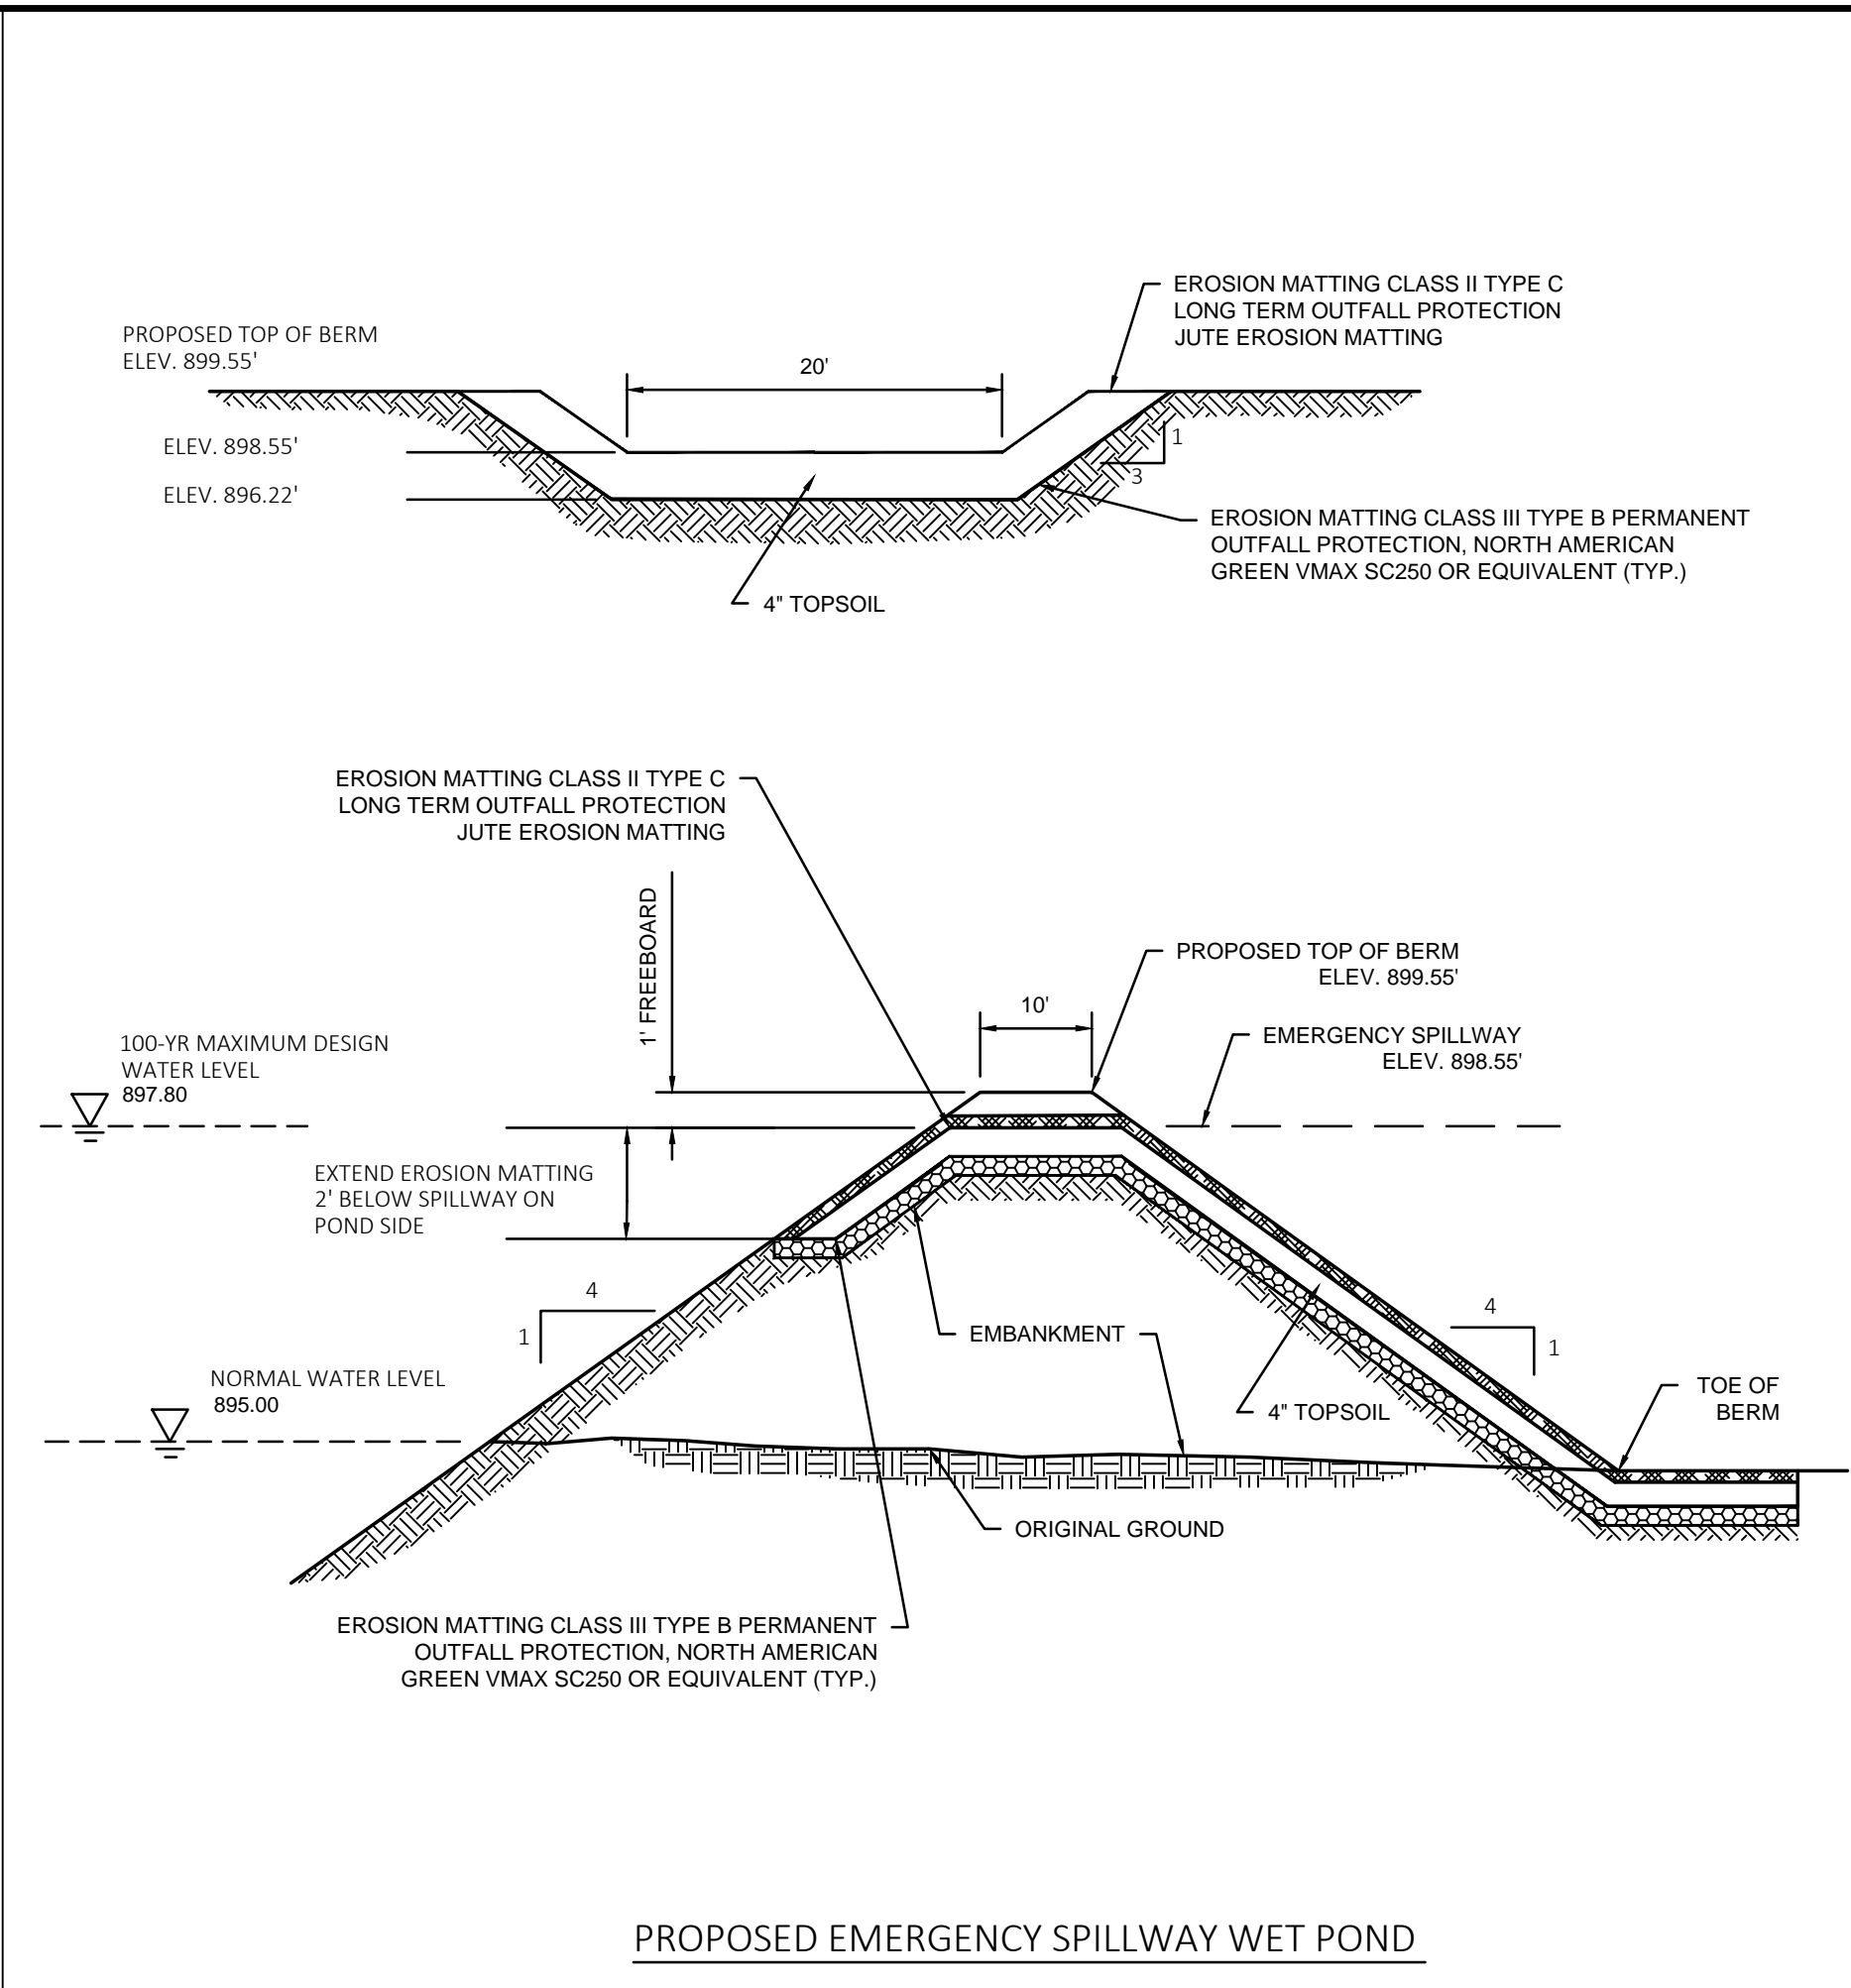 EROSION MATTING CLASS II TYPE C
LONG TERM OUTFALL PROTECTION
JUTE EROSION MATTING
PROPOSED TOP OF BERM
ELEV. 899.55'
20'
ELEV. 898.55'
1
3
ELEV. 896.22'
EROSION MATTING CLASS III TYPE B PERMANENT
OUTFALL PROTECTION, NORTH AMERICAN
GREEN VMAX SC250 OR EQUIVALENT (TYP.)
4" TOPSOIL
EROSION MATTING CLASS II TYPE C
LONG TERM OUTFALL PROTECTION
JUTE EROSION MATTING
1' FREEBOARD
PROPOSED TOP OF BERM
ELEV. 899.55'
10'
EMERGENCY SPILLWAY
ELEV. 898.55'
100-YR MAXIMUM DESIGN
WATER LEVEL
897.80
EXTEND EROSION MATTING
2' BELOW SPILLWAY ON
POND SIDE
4
1
EMBANKMENT
4
1
NORMAL WATER LEVEL
895.00
4" TOPSOIL
TOE OF
BERM
ORIGINAL GROUND
EROSION MATTING CLASS III TYPE B PERMANENT
OUTFALL PROTECTION, NORTH AMERICAN
GREEN VMAX SC250 OR EQUIVALENT (TYP.)
PROPOSED EMERGENCY SPILLWAY WET POND